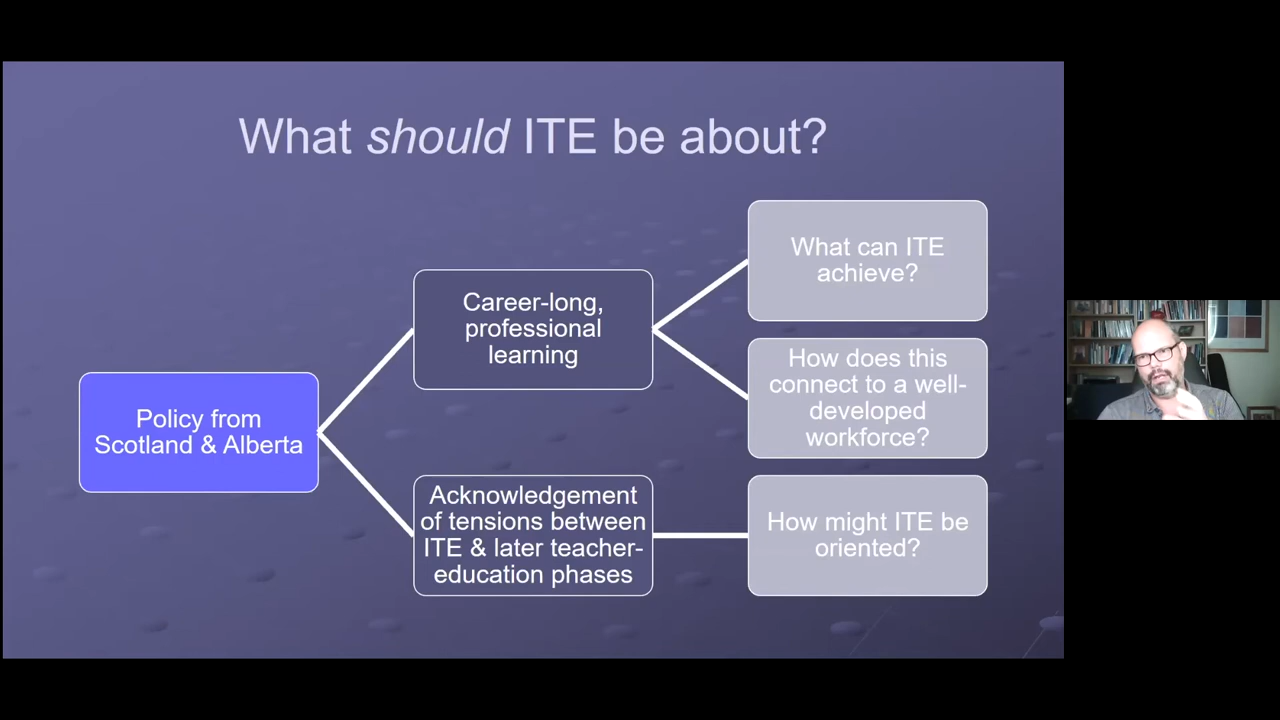 What should ITE be about?
Policy from
Scotland & Alberta
Career-long,
professional
learning
What can ITE
achieve?
How does this
connect to a well-
developed
workforce?
Acknowledgement
of tensions between
ITE & later teacher-
education phases
How might ITE be
oriented?